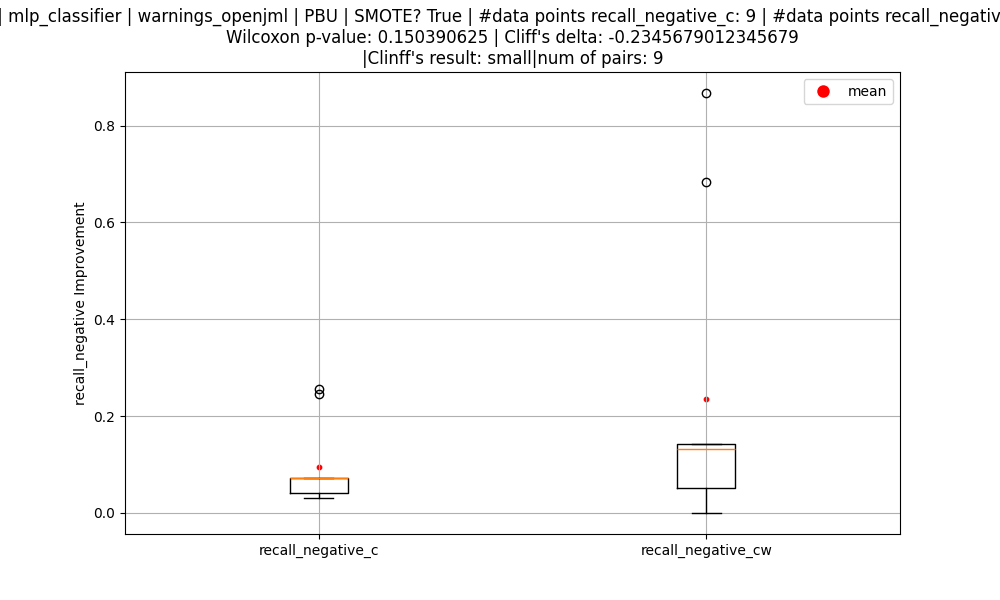 | mlp_classifier | warnings_openjml | PBU | SMOTE? True | #data points recall_negative_c: 9 | #data points
Wilcoxon p-value: 0.150390625 | Cliff's delta: -0.2345679012345679
|Clinff's result: small|num of pairs: 9
mean
0.8
0.6
0.4
0.2
0.0
recall_negative Improvement
recall_negative_c
recall_negative_cw